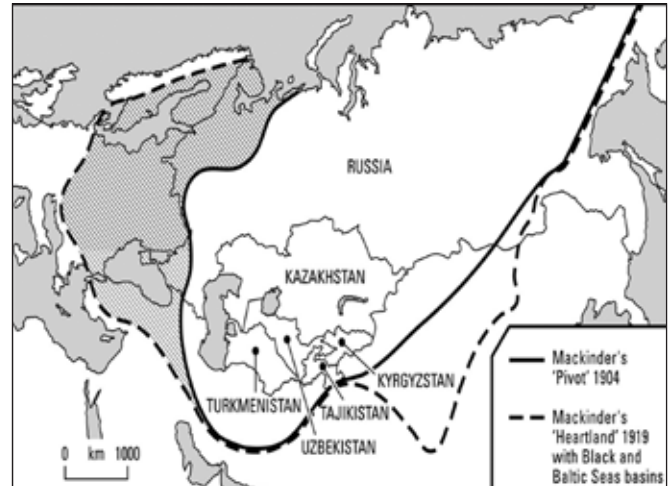 RUSSIA
KAZAKHSTAN
KYRGYZSTAN
TURKMENISTAN
TAJIKISTAN
UZBEKISTAN
0 km 1000
Mackinder's
'Pivot' 1904
Mackinder's
'Heartland' 1919
with Black and
Baltic Seas basins